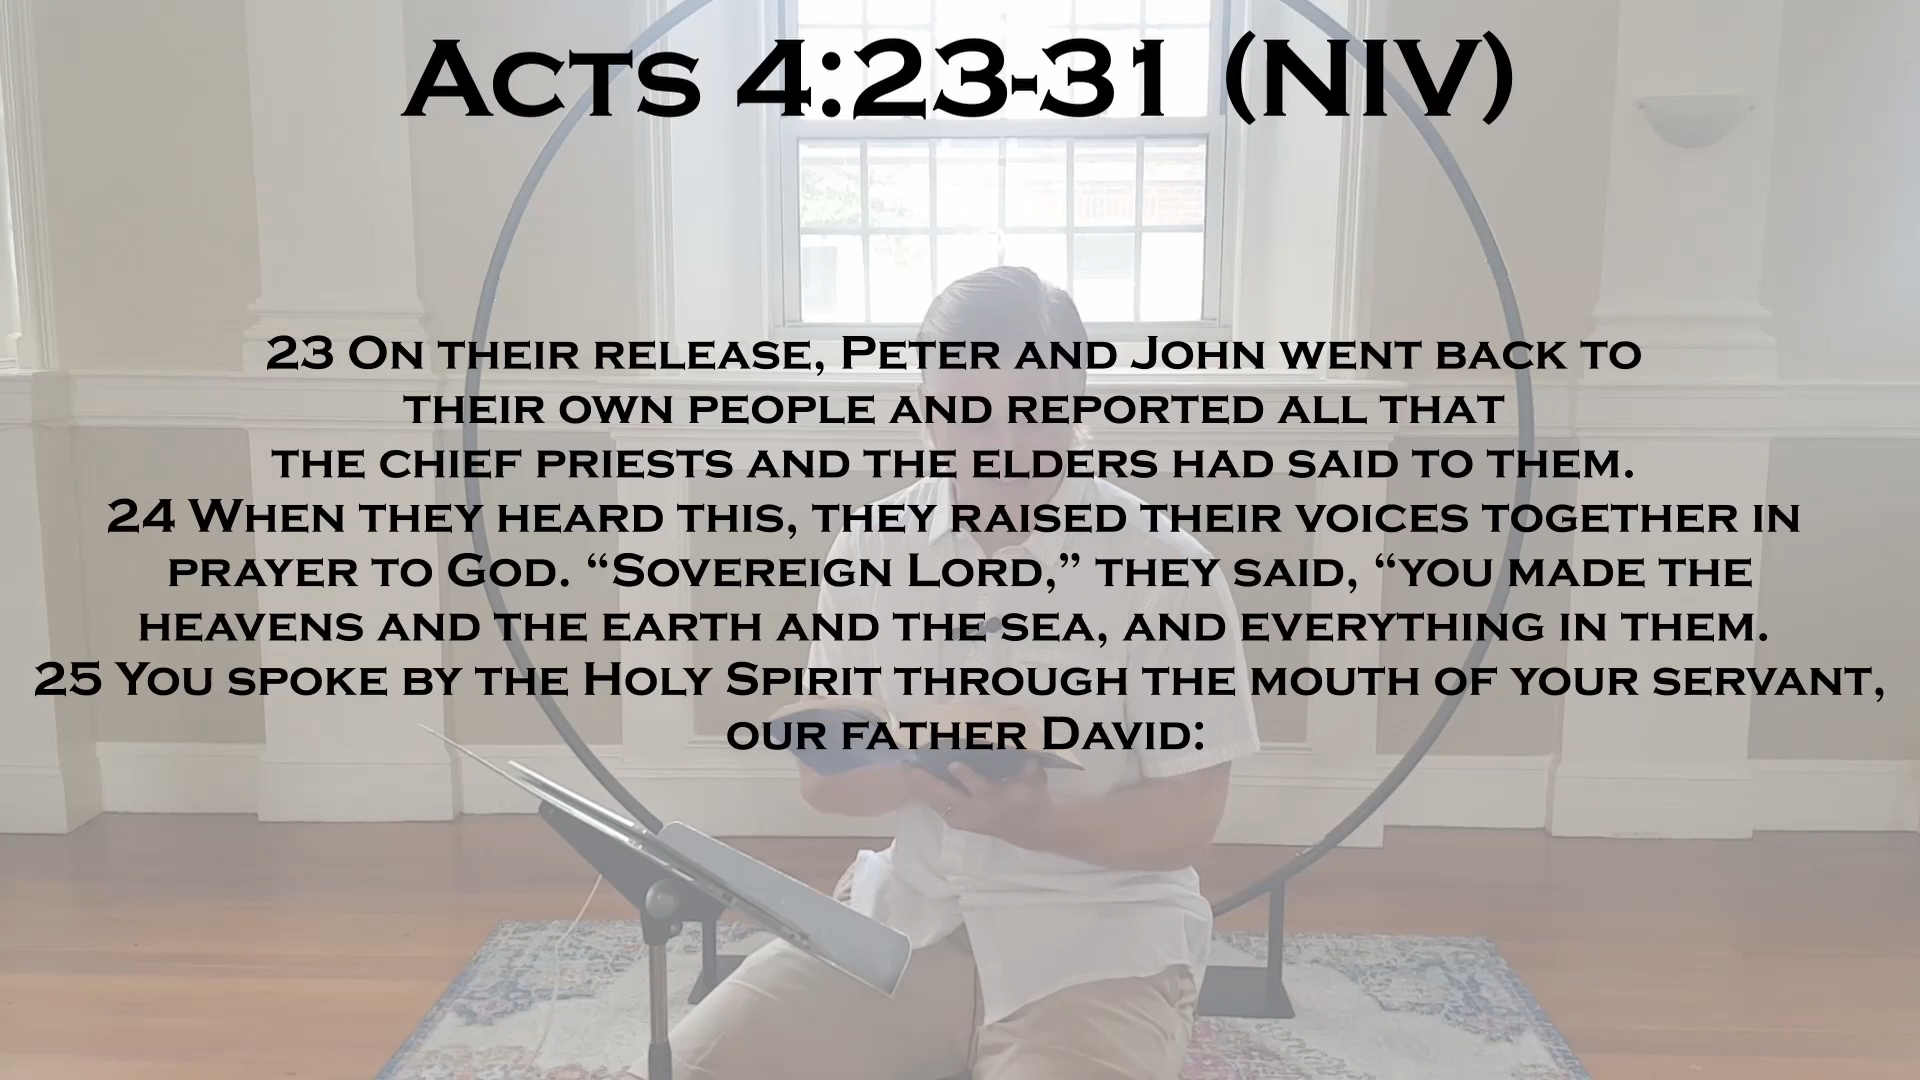 Acts 4:23-31 (NIV)
23 On their release, Peter and John went back to
their own people and reported all that
the chief priests and the elders had said to them.
24 When they heard this, they raised their voices together in
prayer to God. “Sovereign Lord,” they said, “you made the
heavens and the earth and the sea, and everything in them.
25 You spoke by the Holy Spirit through the mouth of your servant,
our father David: